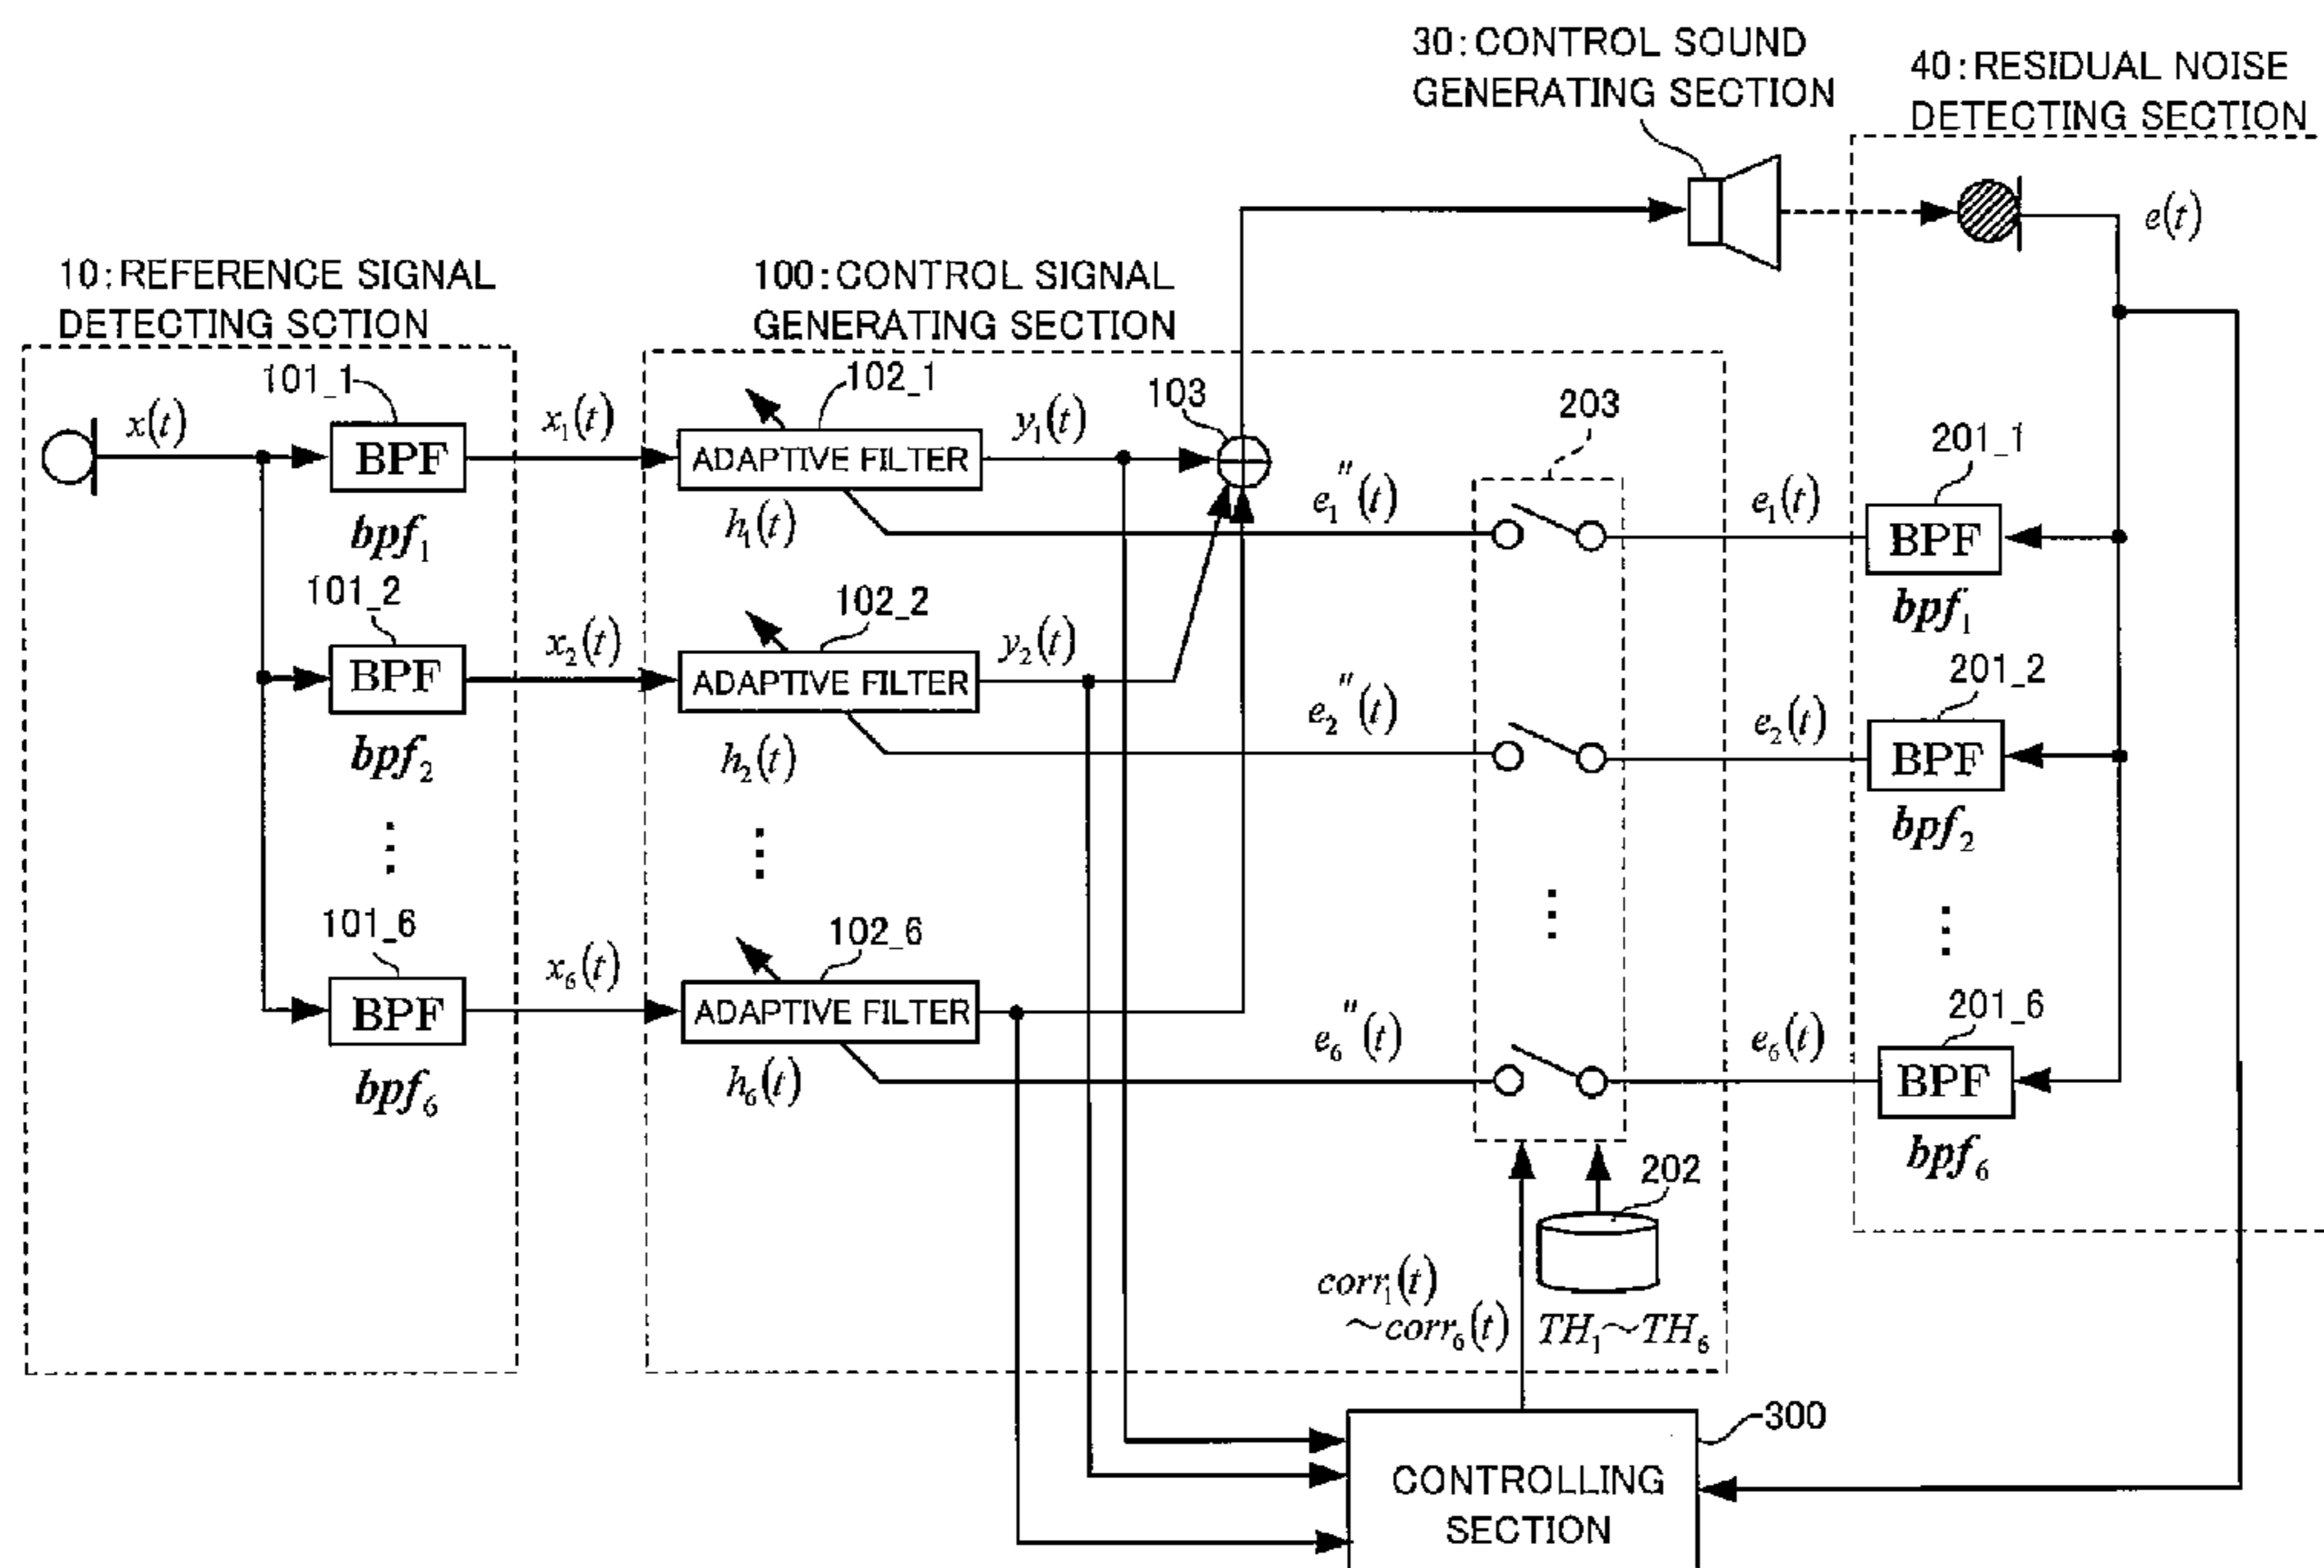 30:CONTROL SOUND
GENERATING SECTION
40:RESIDUAL NOISE
DETECTING SECTION
e(t)
10:REFERENCE SIGNAL
DETECTING SCTION
100:CONTROL SIGNAL
GENERATING SECTION
101_1
x(t)
BPF
bpf₁
x₁(t)
102_1
ADAPTIVE FILTER
h₁(t)
y₁(t)
103
203
e₁″(t)
e₁(t)
201_1
BPF
bpf₁
101_2
BPF
bpf₂
x₂(t)
102_2
ADAPTIVE FILTER
h₂(t)
y₂(t)
e₂″(t)
e₂(t)
201_2
BPF
bpf₂
101_6
BPF
bpf₆
x₆(t)
102_6
ADAPTIVE FILTER
h₆(t)
e₆″(t)
e₆(t)
201_6
BPF
bpf₆
202
corr₁(t)
～corr₆(t)
TH₁～TH₆
300
CONTROLLING
SECTION